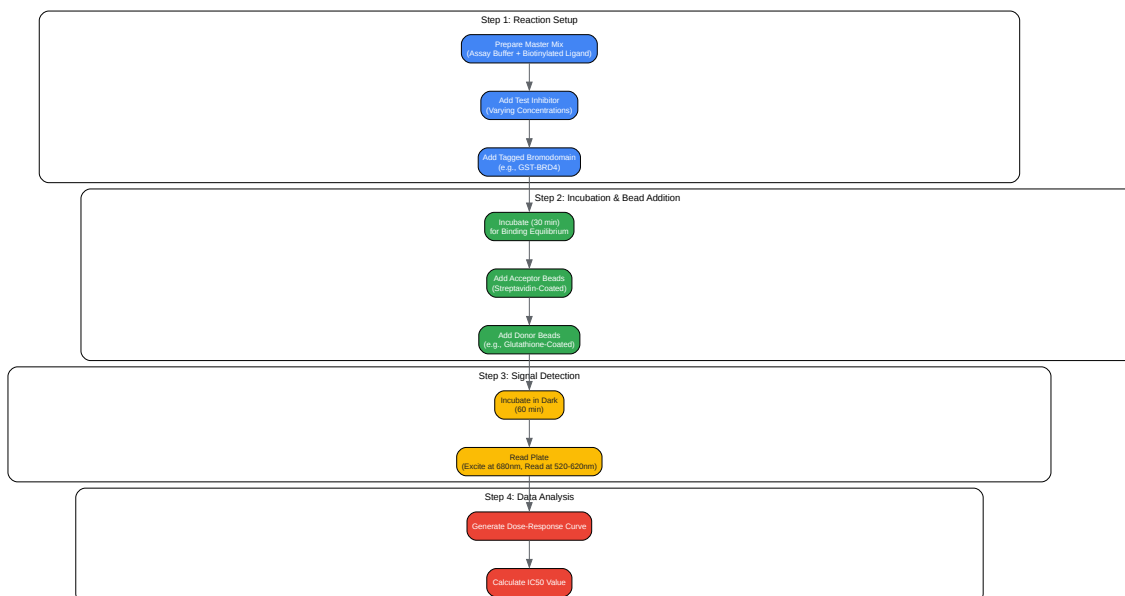 Step 1: Reaction Setup
Prepare Master Mix
(Assay Buffer + Biotinylated Ligand)
Add Test Inhibitor
(Varying Concentrations)
Add Tagged Bromodomain
(e.g., GST-BRD4)
Step 2: Incubation & Bead Addition
Incubate (30 min)
for Binding Equilibrium
Add Acceptor Beads
(Streptavidin-Coated)
Add Donor Beads
(e.g., Glutathione-Coated)
Step 3: Signal Detection
Incubate in Dark
(60 min)
Read Plate
(Excite at 680nm, Read at 520-620nm)
Step 4: Data Analysis
Generate Dose-Response Curve
Calculate IC50 Value